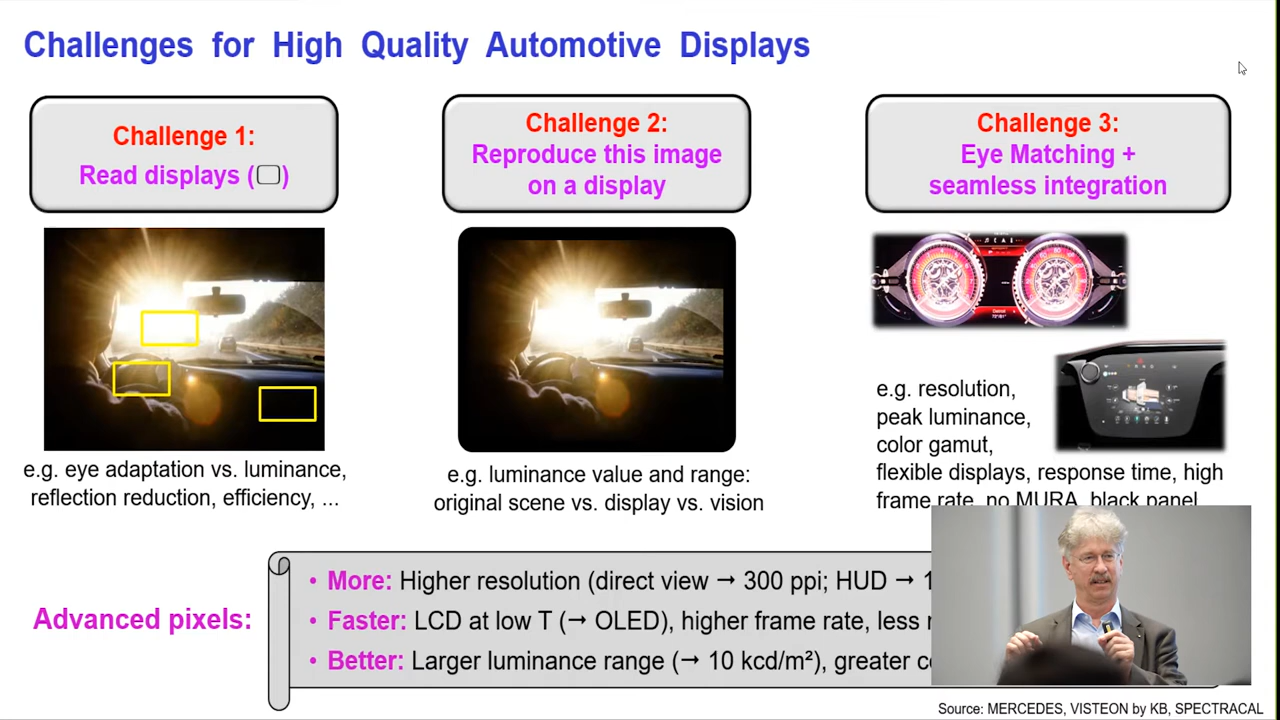 Challenges for High Quality Automotive Displays
Challenge 1:
Read displays ( )
Challenge 2:
Reproduce this image
on a display
Challenge 3:
Eye Matching +
seamless integration
e.g. eye adaptation vs. luminance,
reflection reduction, efficiency, ...
e.g. luminance value and range:
original scene vs. display vs. vision
e.g. resolution,
peak luminance,
color gamut,
flexible displays, response time, high
frame rate, no MURA, black panel
Advanced pixels:
• More: Higher resolution (direct view → 300 ppi; HUD →
• Faster: LCD at low T (→ OLED), higher frame rate, less
• Better: Larger luminance range (→ 10 kcd/m²), greater
Source: MERCEDES, VISTEON by KB, SPECTRACAL